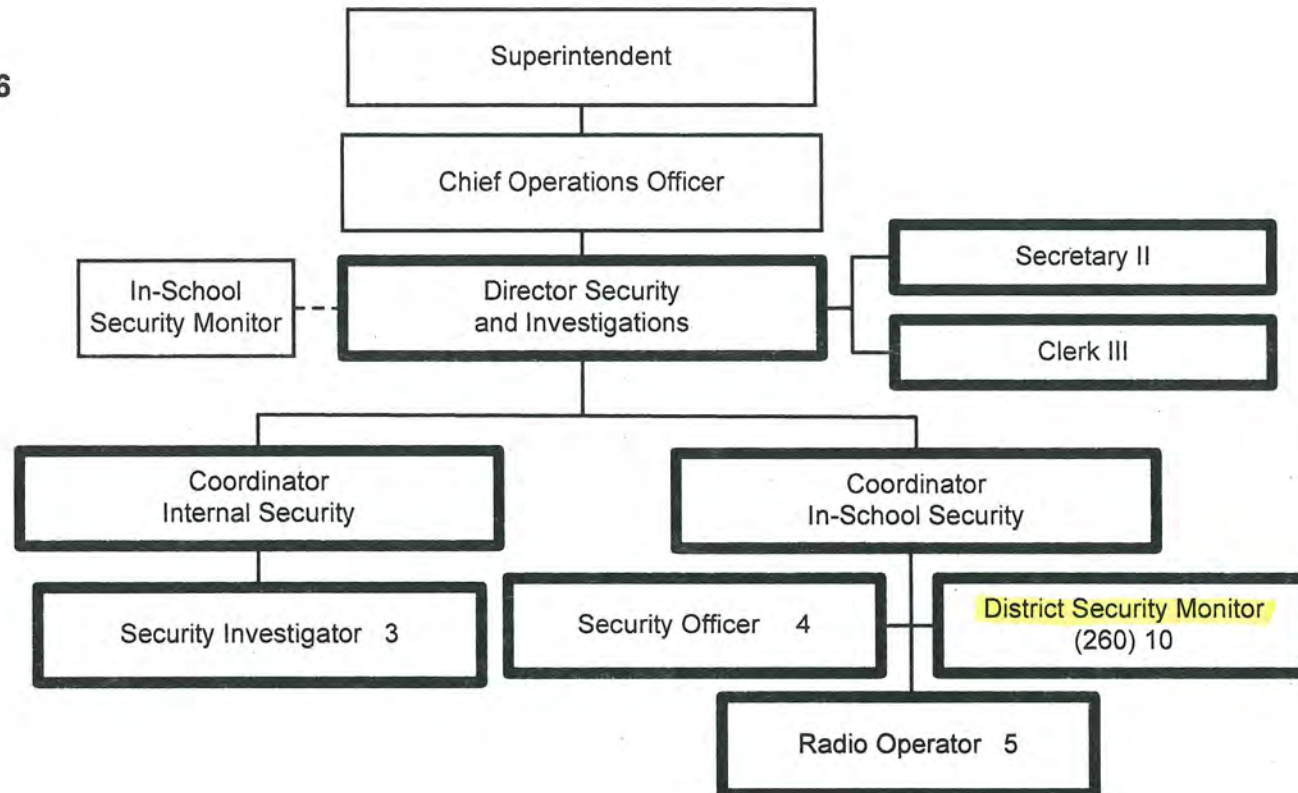 Superintendent
6
Chief Operations Officer
Secretary II
In-School
Security Monitor
Director Security
and Investigations
Clerk III
Coordinator
Internal Security
Coordinator
In-School Security
Security Investigator 3
Security Officer 4
District Security Monitor
(260) 10
Radio Operator 5